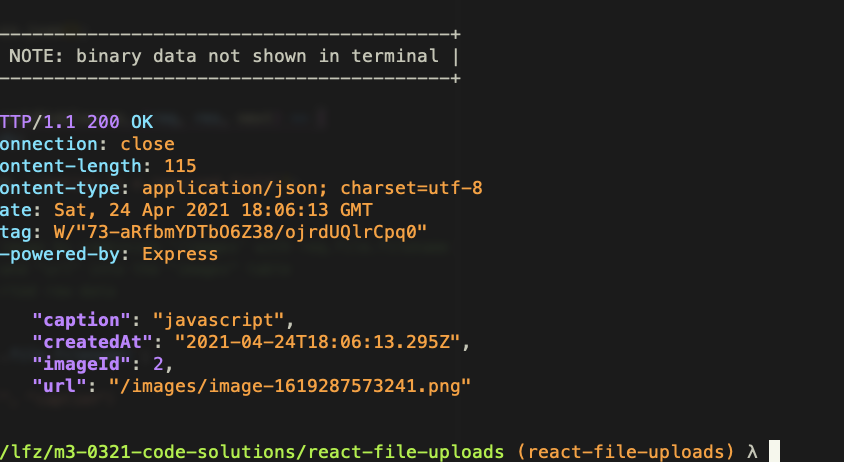 ----------------------------------------+
NOTE: binary data not shown in terminal |
----------------------------------------+
TTP/1.1 200 OK
onnection: close
ontent-length: 115
ontent-type: application/json; charset=utf-8
ate: Sat, 24 Apr 2021 18:06:13 GMT
tag: W/"73-aRfbmYDTbO6Z38/ojrdUQlrCpq0"
-powered-by: Express
"caption": "javascript",
"createdAt": "2021-04-24T18:06:13.295Z",
"imageId": 2,
"url": "/images/image-1619287573241.png"
/lfz/m3-0321-code-solutions/react-file-uploads (react-file-uploads) λ